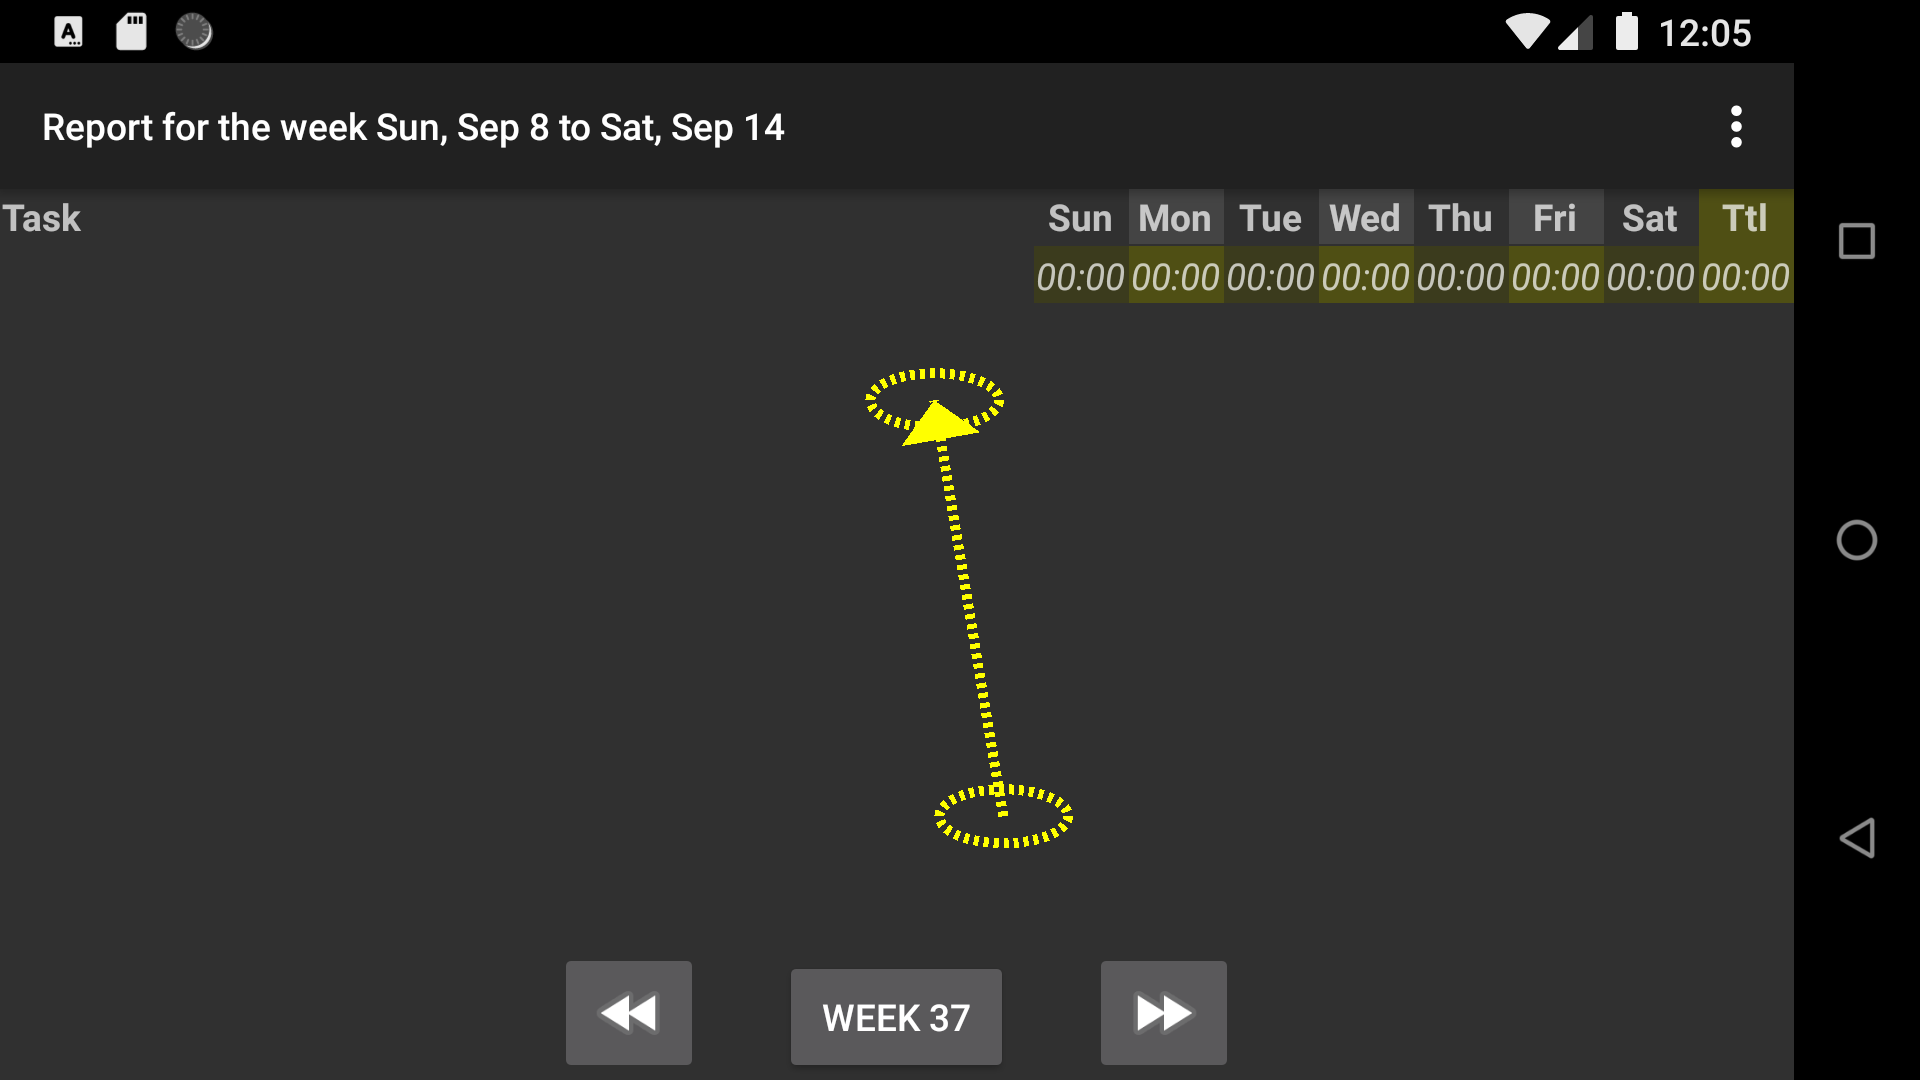 12:05
Report for the week Sun, Sep 8 to Sat, Sep 14
Task Sun Mon Tue Wed Thu Fri Sat Ttl
00:00 00:00 00:00 00:00 00:00 00:00 00:00 00:00
WEEK 37